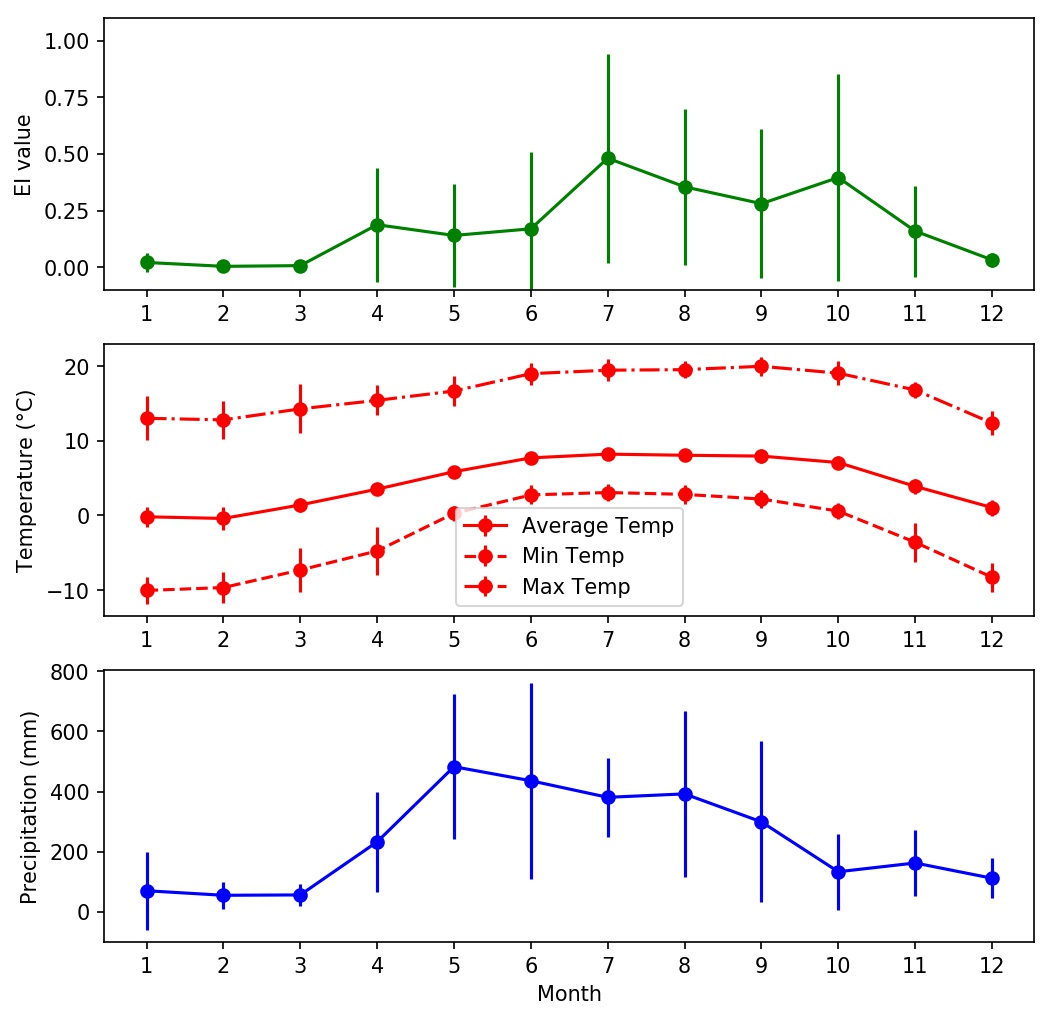 EI value
1.00
0.75
0.50
0.25
0.00
1 2 3 4 5 6 7 8 9 10 11 12
Temperature (°C)
20
10
0
−10
Average Temp
Min Temp
Max Temp
1 2 3 4 5 6 7 8 9 10 11 12
Precipitation (mm)
800
600
400
200
0
1 2 3 4 5 6 7 8 9 10 11 12
Month